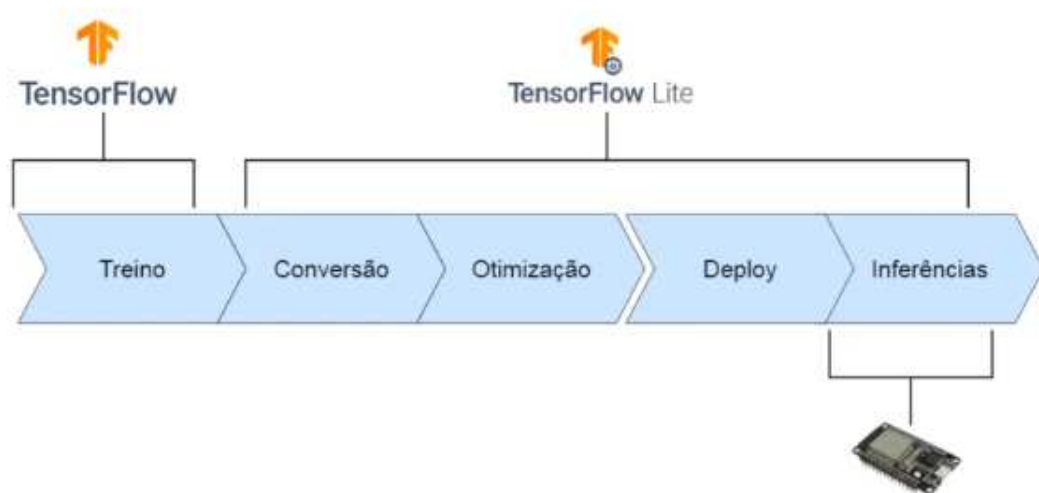 TensorFlow
TensorFlow Lite
Treino
Conversão
Otimização
Deploy
Inferências